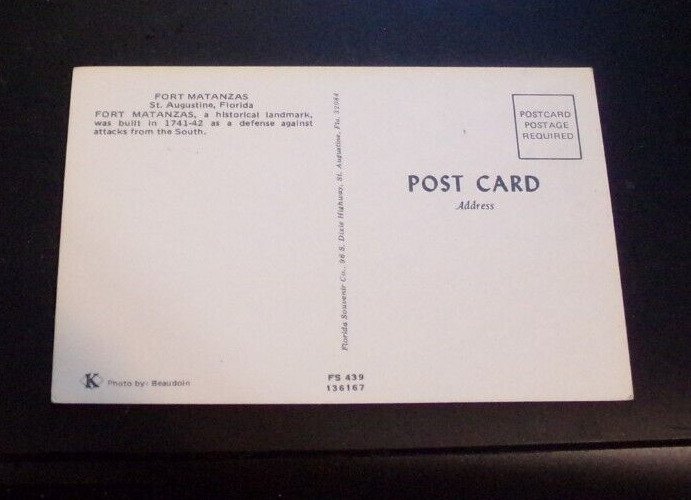 FORT MATANZAS
St. Augustine, Florida
FORT MATANZAS, a historical landmark,
was built in 1741-42 as a defense against
attacks from the South.
K Photo by: Beaudoin
Florida Souvenir Co., 96 S. Dixie Highway, St. Augustine, Fla. 32084
FS 439
136167
POSTCARD
POSTAGE
REQUIRED
POST CARD
Address